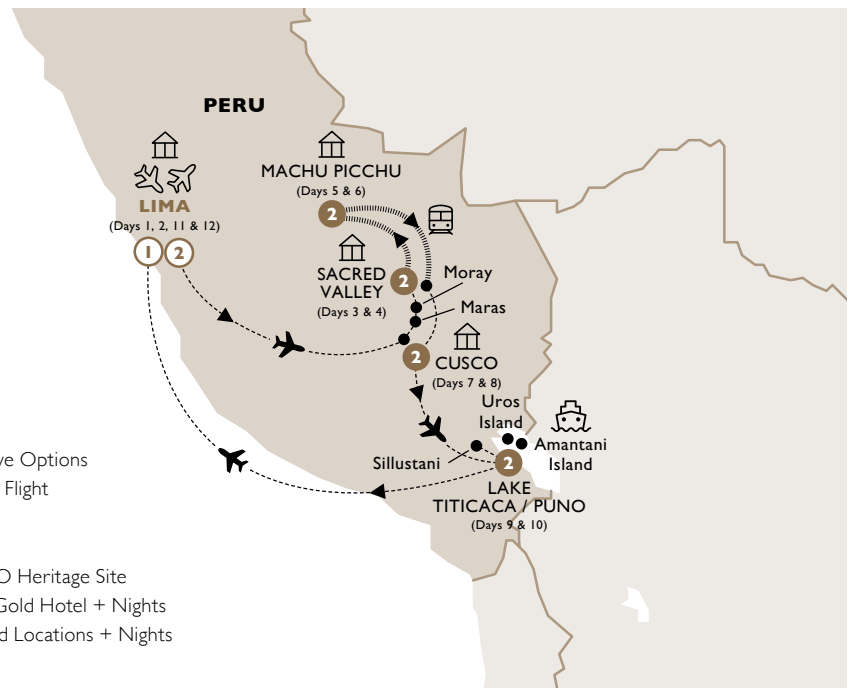 PERU
MACHU PICCHU
(Days 5 & 6)
2
LIMA
(Days 1, 2, 11 & 12)
1 2
SACRED
VALLEY
(Days 3 & 4)
2
Moray
Maras
2
CUSCO
(Days 7 & 8)
Uros
Island
Amantani
Island
Sillustani
2
LAKE
TITICACA / PUNO
(Days 9 & 10)
Options
Flight
Heritage Site
Gold Hotel + Nights
Locations + Nights